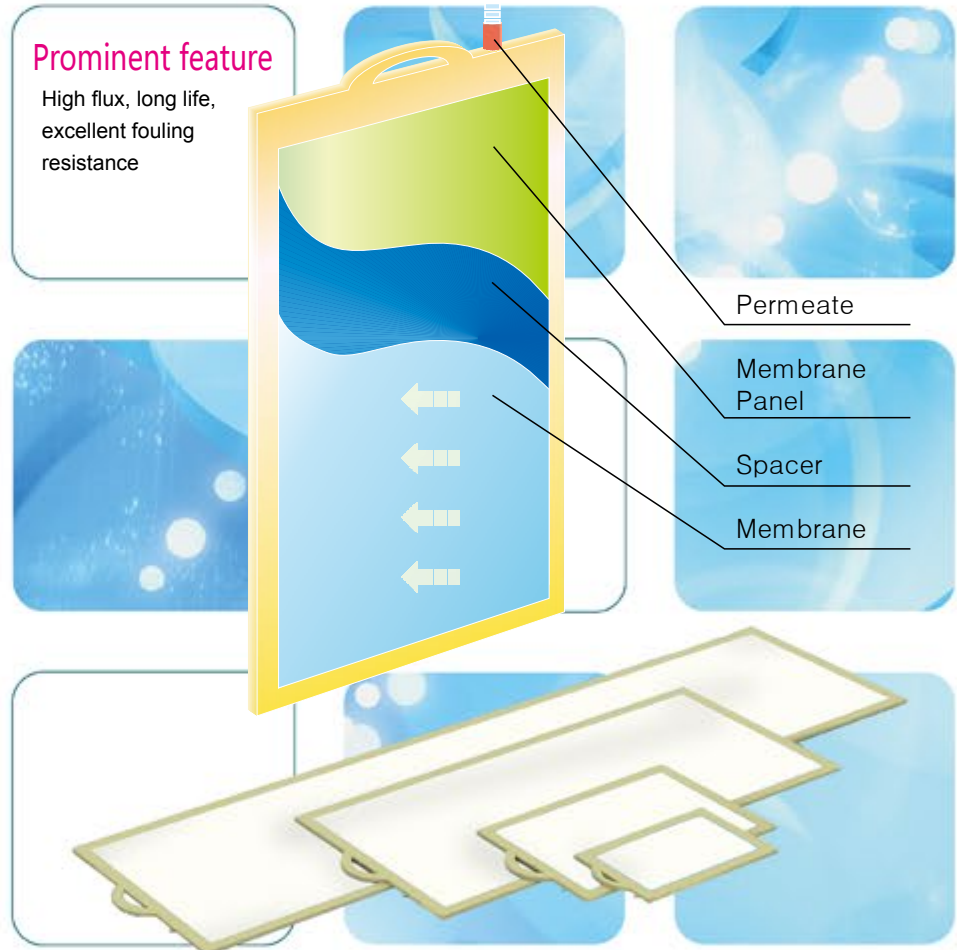 Prominent feature
High flux, long life,
excellent fouling
resistance
Permeate
Membrane
Panel
Spacer
Membrane